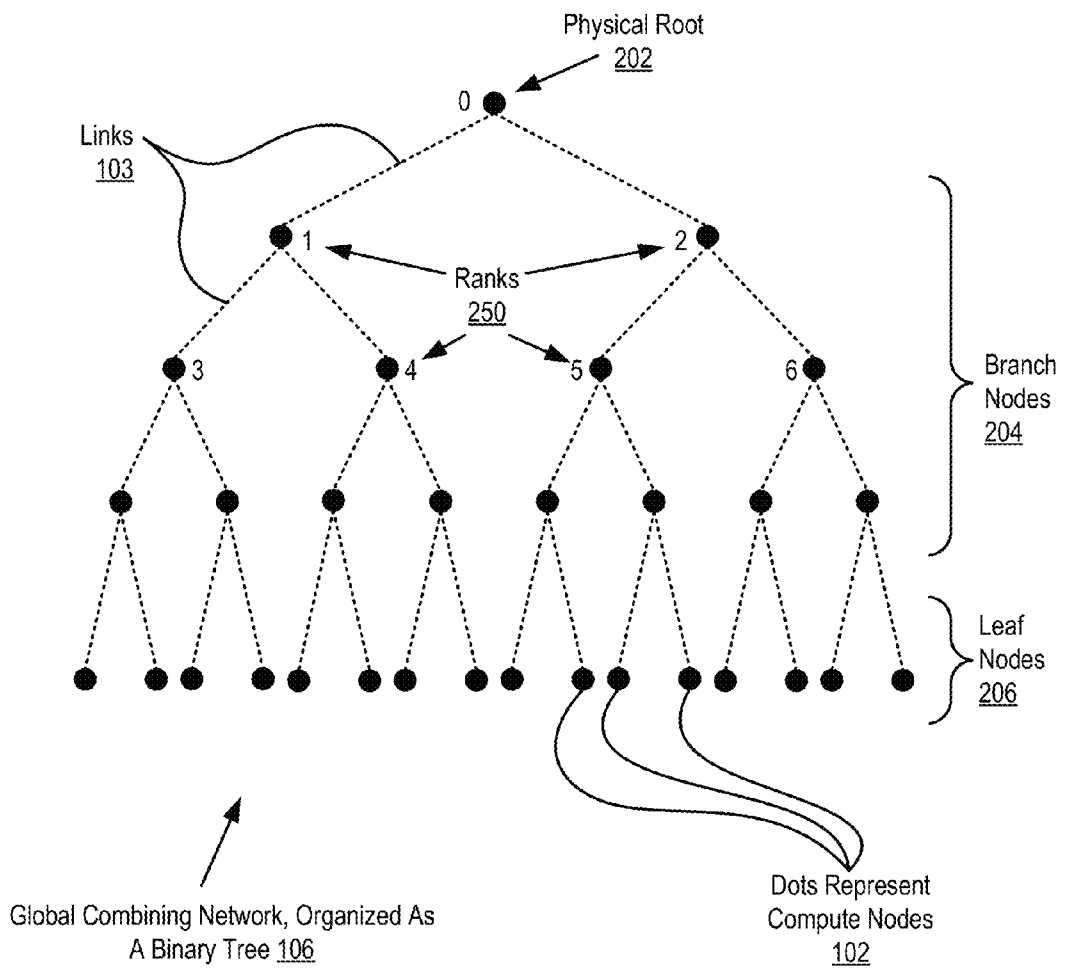 Physical Root
202
0
Links
103
1
2
Ranks
250
3
4
5
6
Branch
Nodes
204
Leaf
Nodes
206
Dots Represent
Compute Nodes
102
Global Combining Network, Organized As
A Binary Tree 106